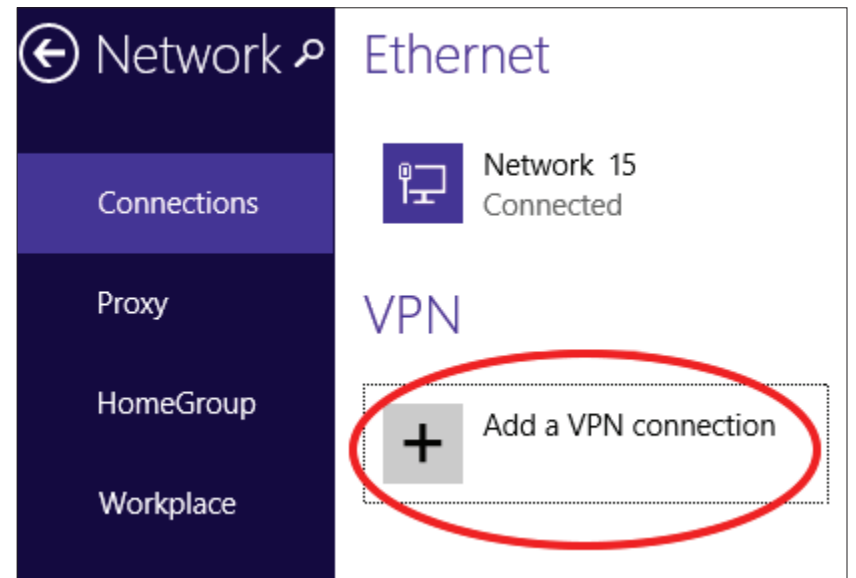 Network
Connections
Proxy
HomeGroup
Workplace
Ethernet
Network 15
Connected
VPN
Add a VPN connection